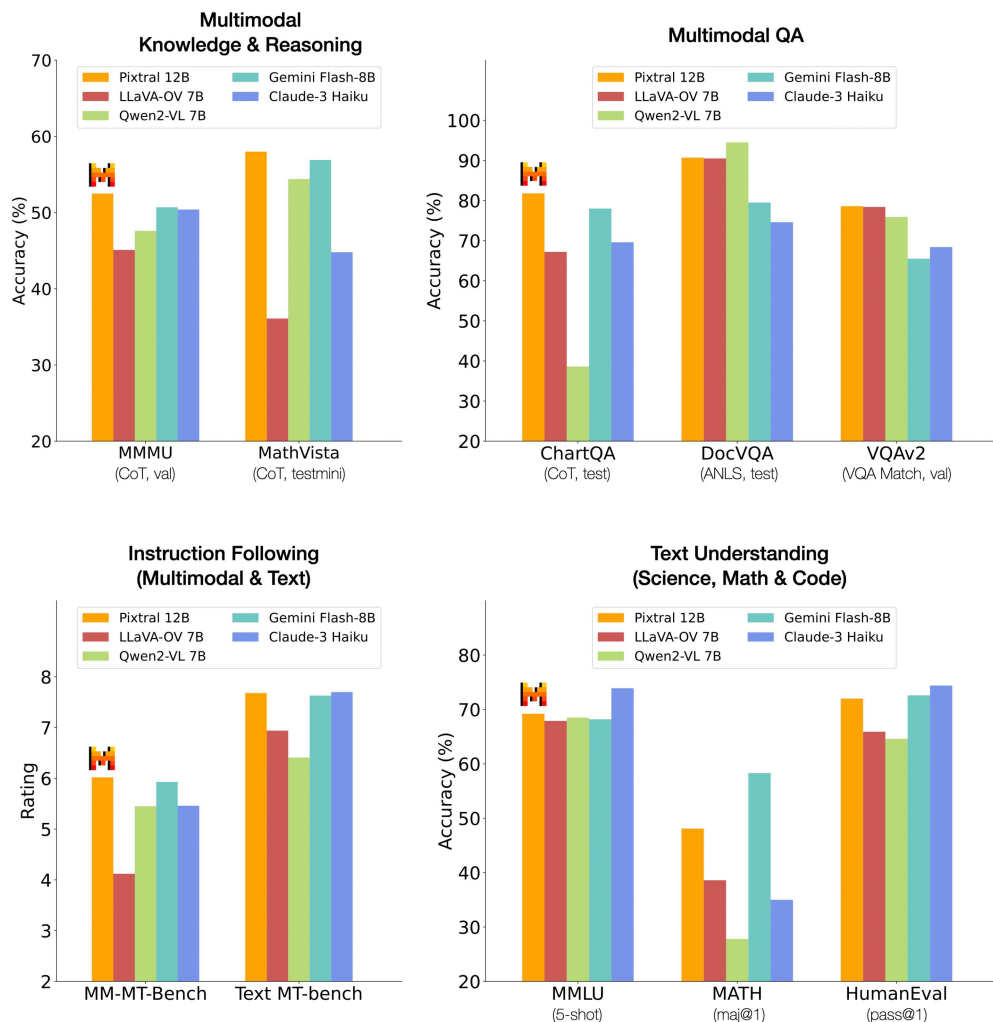 Multimodal
Knowledge & Reasoning
70
60
50
40
30
20
Accuracy (%)
Pixtral 12B
LLaVA-OV 7B
Qwen2-VL 7B
Gemini Flash-8B
Claude-3 Haiku
MMMU
(CoT, val)
MathVista
(CoT, testmini)
Multimodal QA
100
90
80
70
60
50
40
30
20
Accuracy (%)
Pixtral 12B
LLaVA-OV 7B
Qwen2-VL 7B
Gemini Flash-8B
Claude-3 Haiku
ChartQA
(CoT, test)
DocVQA
(ANLS, test)
VQAv2
(VQA Match, val)
Instruction Following
(Multimodal & Text)
8
7
6
5
4
3
2
Rating
Pixtral 12B
LLaVA-OV 7B
Qwen2-VL 7B
Gemini Flash-8B
Claude-3 Haiku
MM-MT-Bench
Text MT-bench
Text Understanding
(Science, Math & Code)
80
70
60
50
40
30
20
Accuracy (%)
Pixtral 12B
LLaVA-OV 7B
Qwen2-VL 7B
Gemini Flash-8B
Claude-3 Haiku
MMLU
(5-shot)
MATH
(maj@1)
HumanEval
(pass@1)